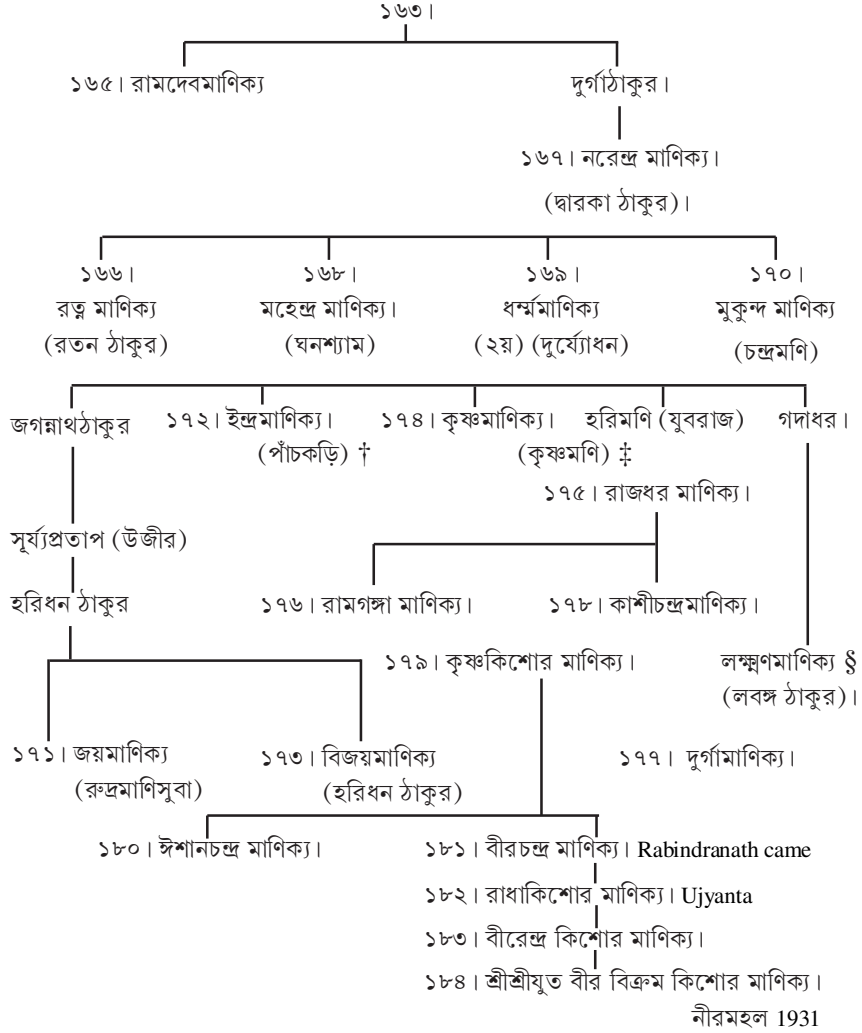 ১৬৩।
১৬৫। রামদেবমাণিক্য দুর্গাঠাকুর।
১৬৭। নরেন্দ্র মাণিক্য।
(দ্বারকা ঠাকুর)।
১৬৬। ১৬৮। ১৬৯। ১৭০।
রত্ন মাণিক্য মহেন্দ্র মাণিক্য। ধর্ম্মমাণিক্য মুকুন্দ মাণিক্য
(রতন ঠাকুর) (ঘনশ্যাম) (২য়) (দুর্য্যোধন) (চন্দ্রমণি)
জগন্নাথঠাকুর ১৭২। ইন্দ্রমাণিক্য। ১৭৪। কৃষ্ণমাণিক্য। হরিমণি (যুবরাজ) গদাধর।
(পাঁচকড়ি) † (কৃষ্ণমণি) ‡
১৭৫। রাজধর মাণিক্য।
সূর্য্যপ্রতাপ (উজীর)
হরিধন ঠাকুর ১৭৬। রামগঙ্গা মাণিক্য। ১৭৮। কাশীচন্দ্রমাণিক্য।
১৭৯। কৃষ্ণকিশোর মাণিক্য। লক্ষ্মণমাণিক্য §
(লবঙ্গ ঠাকুর)।
১৭১। জয়মাণিক্য ১৭৩। বিজয়মাণিক্য ১৭৭। দুর্গামাণিক্য।
(রুদ্রমাণিসুবা) (হরিধন ঠাকুর)
১৮০। ঈশানচন্দ্র মাণিক্য। ১৮১। বীরচন্দ্র মাণিক্য। Rabindranath came
১৮২। রাধাকিশোর মাণিক্য। Ujyanta
১৮৩। বীরেন্দ্র কিশোর মাণিক্য।
১৮৪। শ্রীশ্রীযুত বীর বিক্রম কিশোর মাণিক্য।
নীরমহল 1931